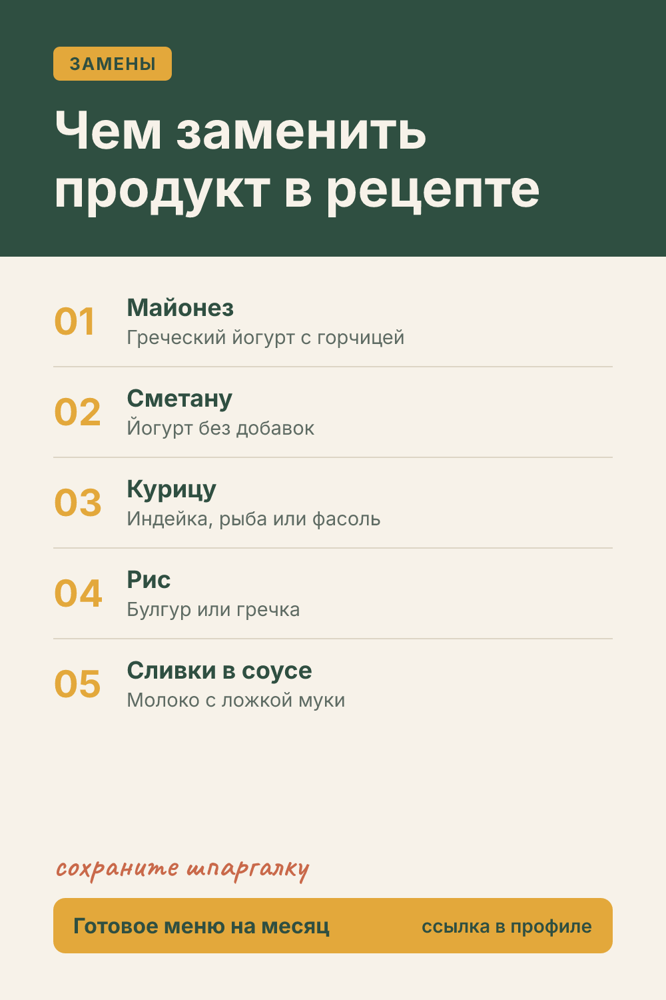 ЗАМЕНЫ
Чем заменить
продукт в рецепте
01
Майонез
Греческий йогурт с горчицей
02
Сметану
Йогурт без добавок
03
Курицу
Индейка, рыба или фасоль
04
Рис
Булгур или гречка
05
Сливки в соусе
Молоко с ложкой муки
сохраните шпаргалку
Готовое меню на месяц
ссылка в профиле